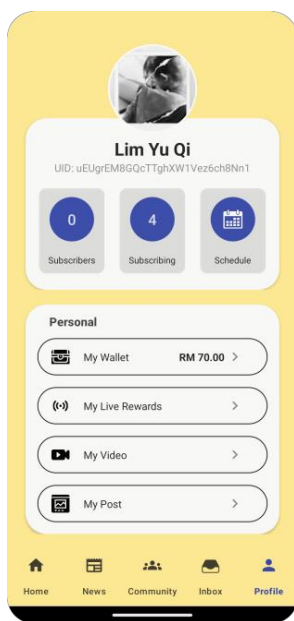 Lim Yu Qi
UID: uEUgrEM8GQcTTghXW1Vez6ch8Nn1
0
4
Subscribers
Subscribing
Schedule
Personal
My Wallet RM 70.00
My Live Rewards
My Video
My Post
Home
News
Community
Inbox
Profile